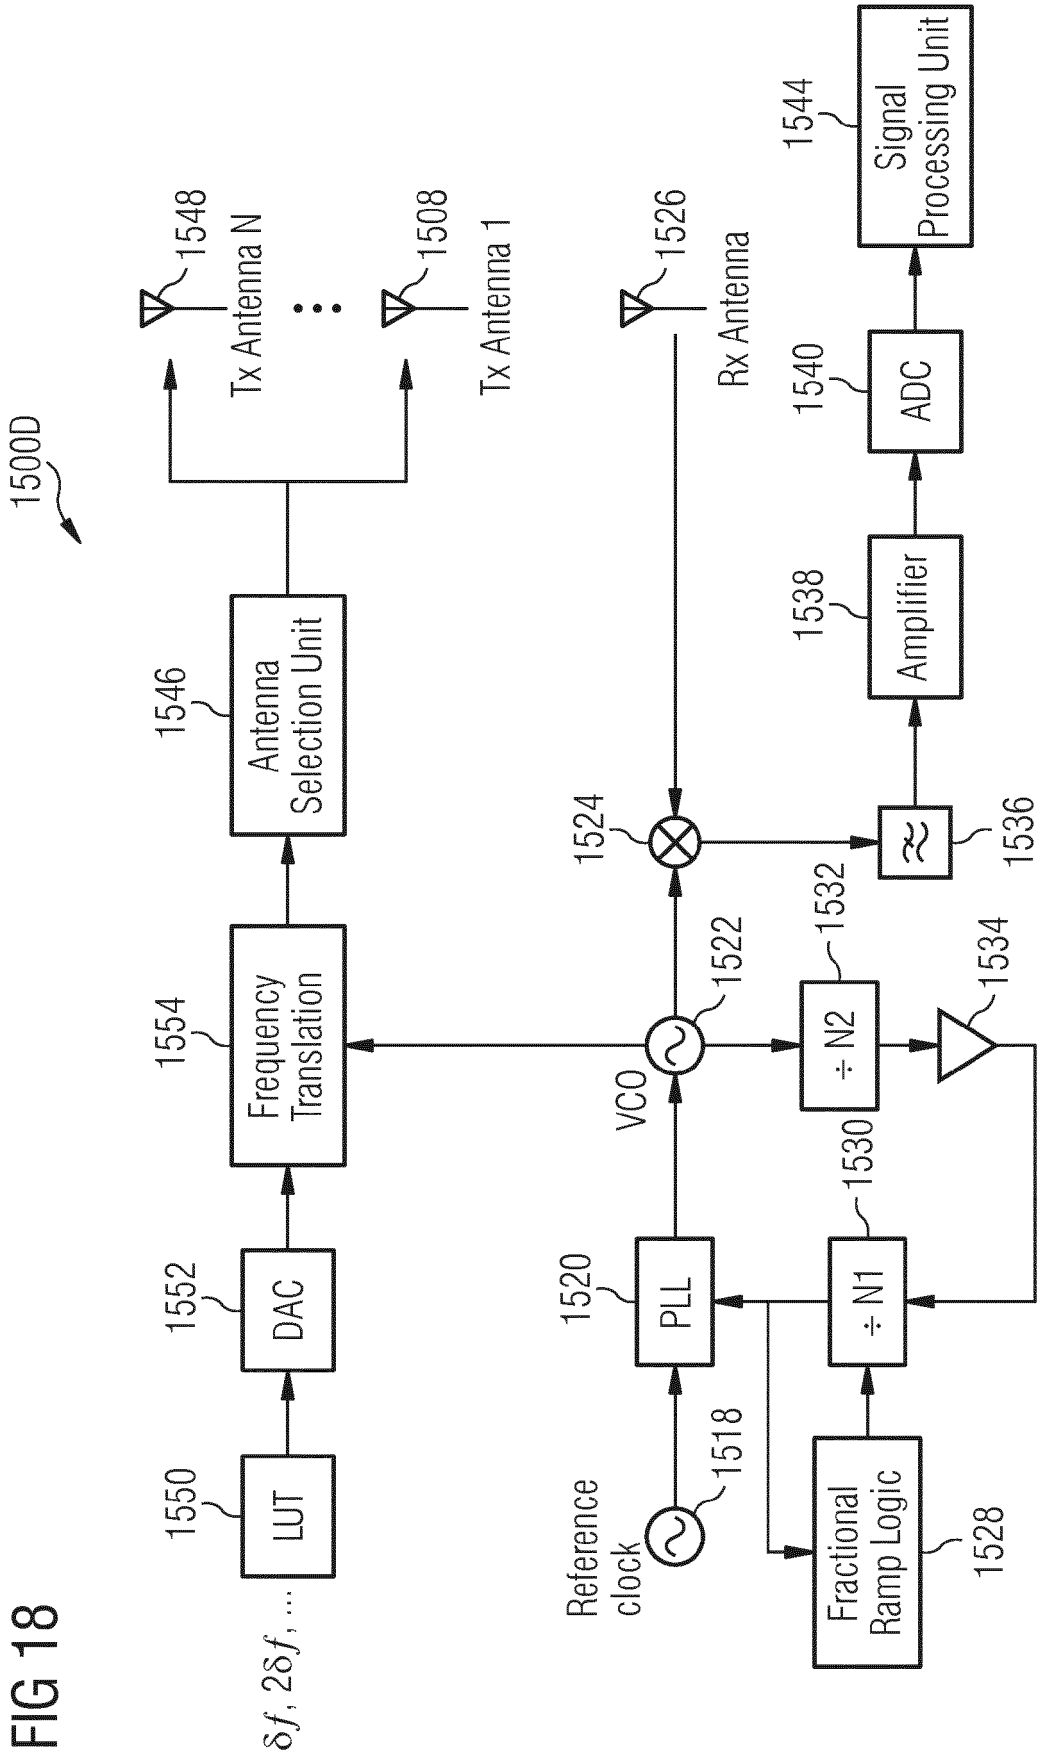 FIG 18
1500D
δf, 2δf, ...
1550
LUT
1552
DAC
1554
Frequency
Translation
1546
Antenna
Selection Unit
1548
Tx Antenna N
1508
Tx Antenna 1
Reference
clock
1518
1520
PLL
VCO
1522
1524
1526
Rx Antenna
1528
Fractional
Ramp Logic
1530
÷ N1
1532
÷ N2
1534
1536
1538
Amplifier
1540
ADC
1544
Signal
Processing Unit